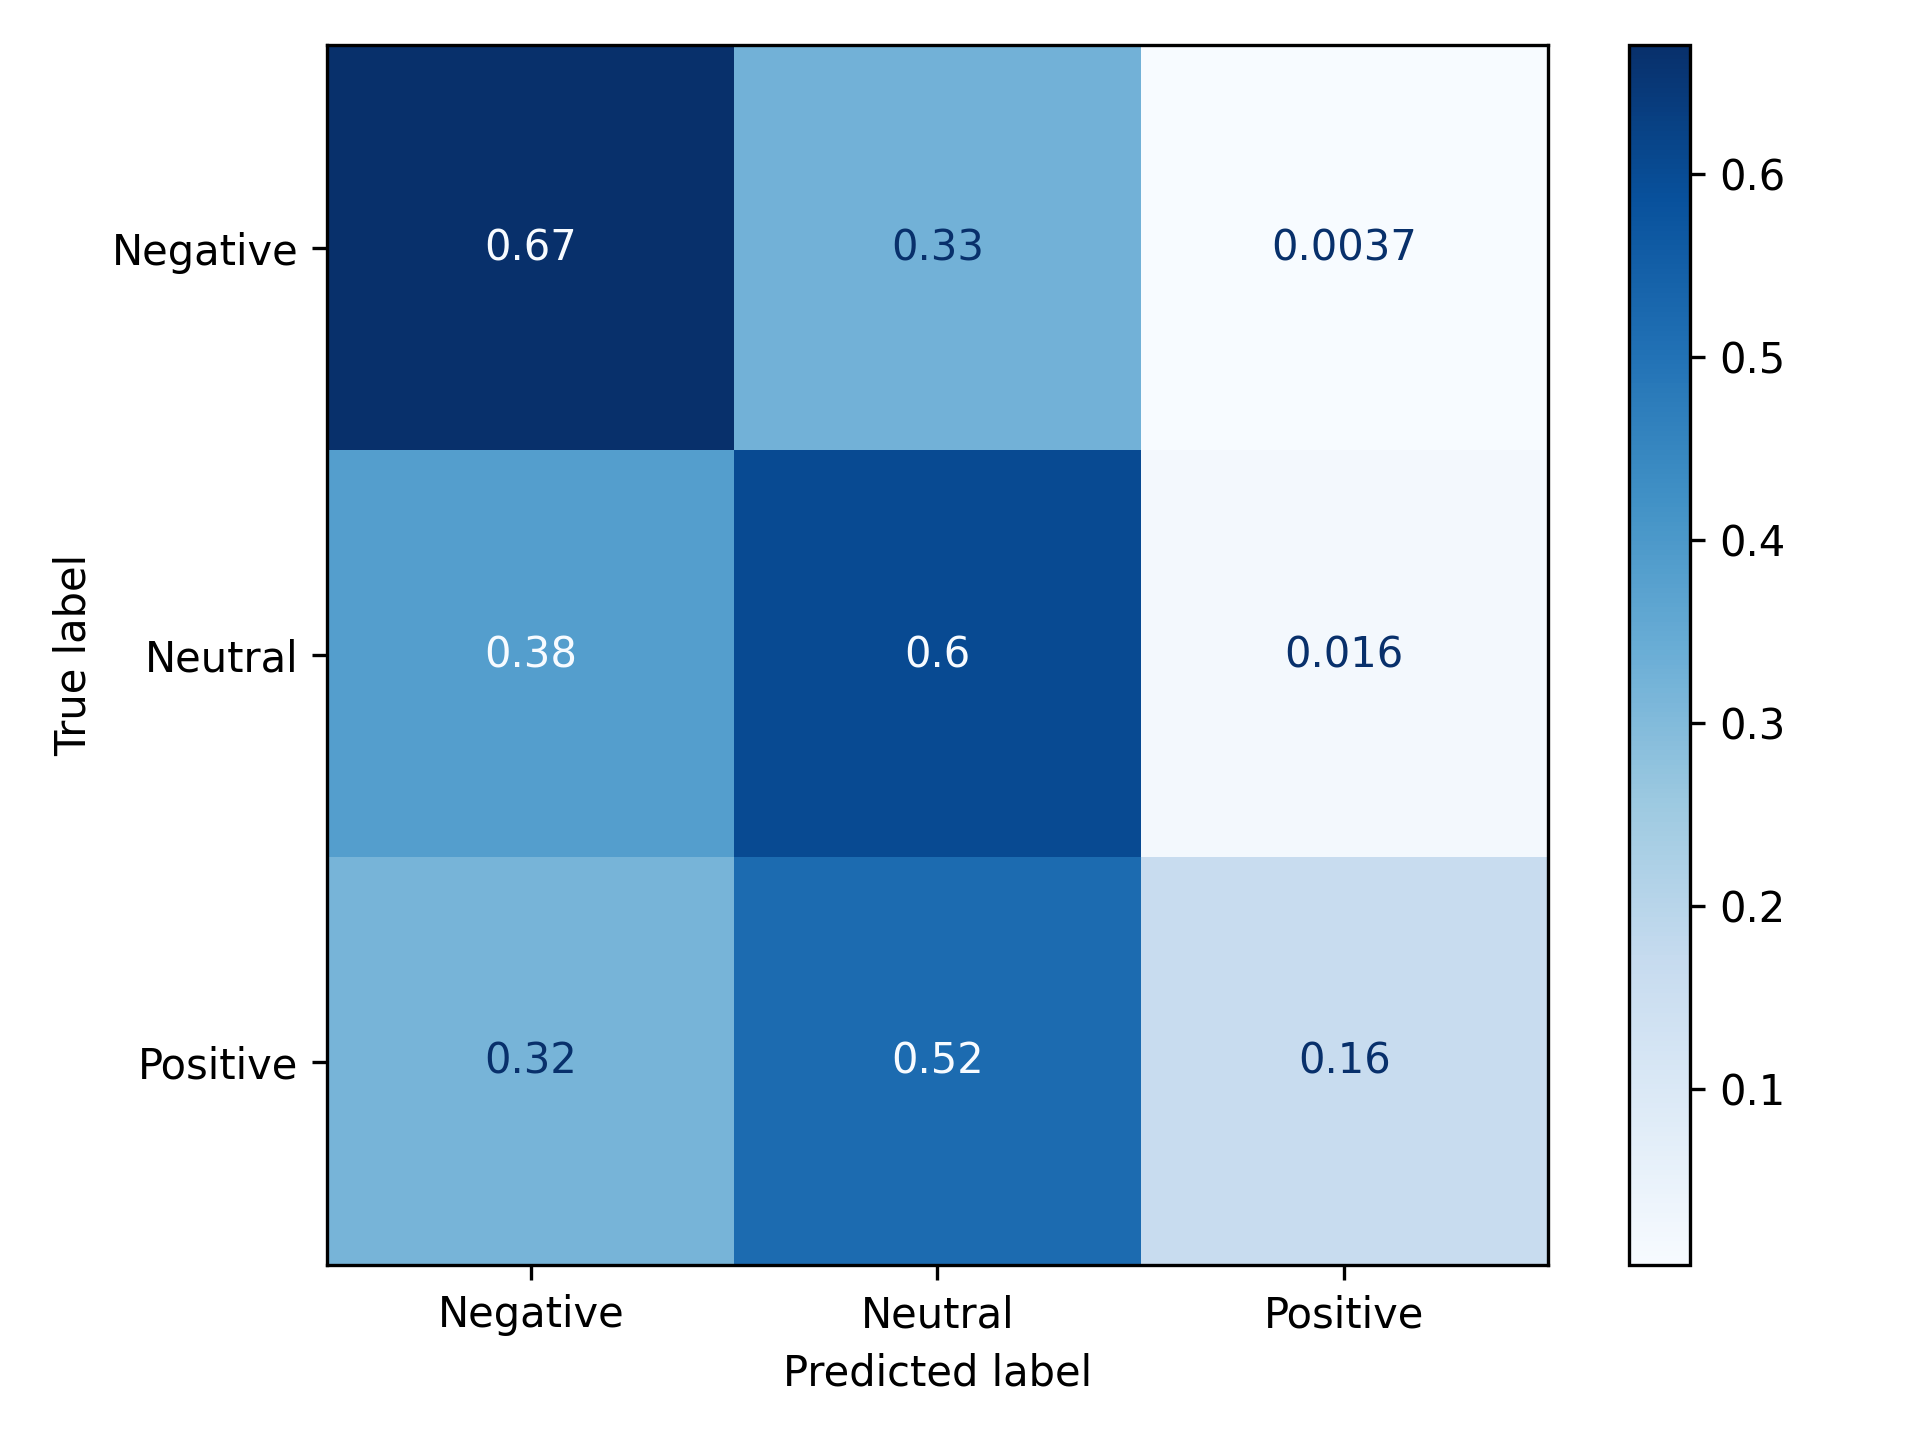 0.67 0.33 0.0037
Negative
0.38 0.6 0.016
Neutral
0.32 0.52 0.16
Positive
True label
Negative Neutral Positive
Predicted label
0.6
0.5
0.4
0.3
0.2
0.1